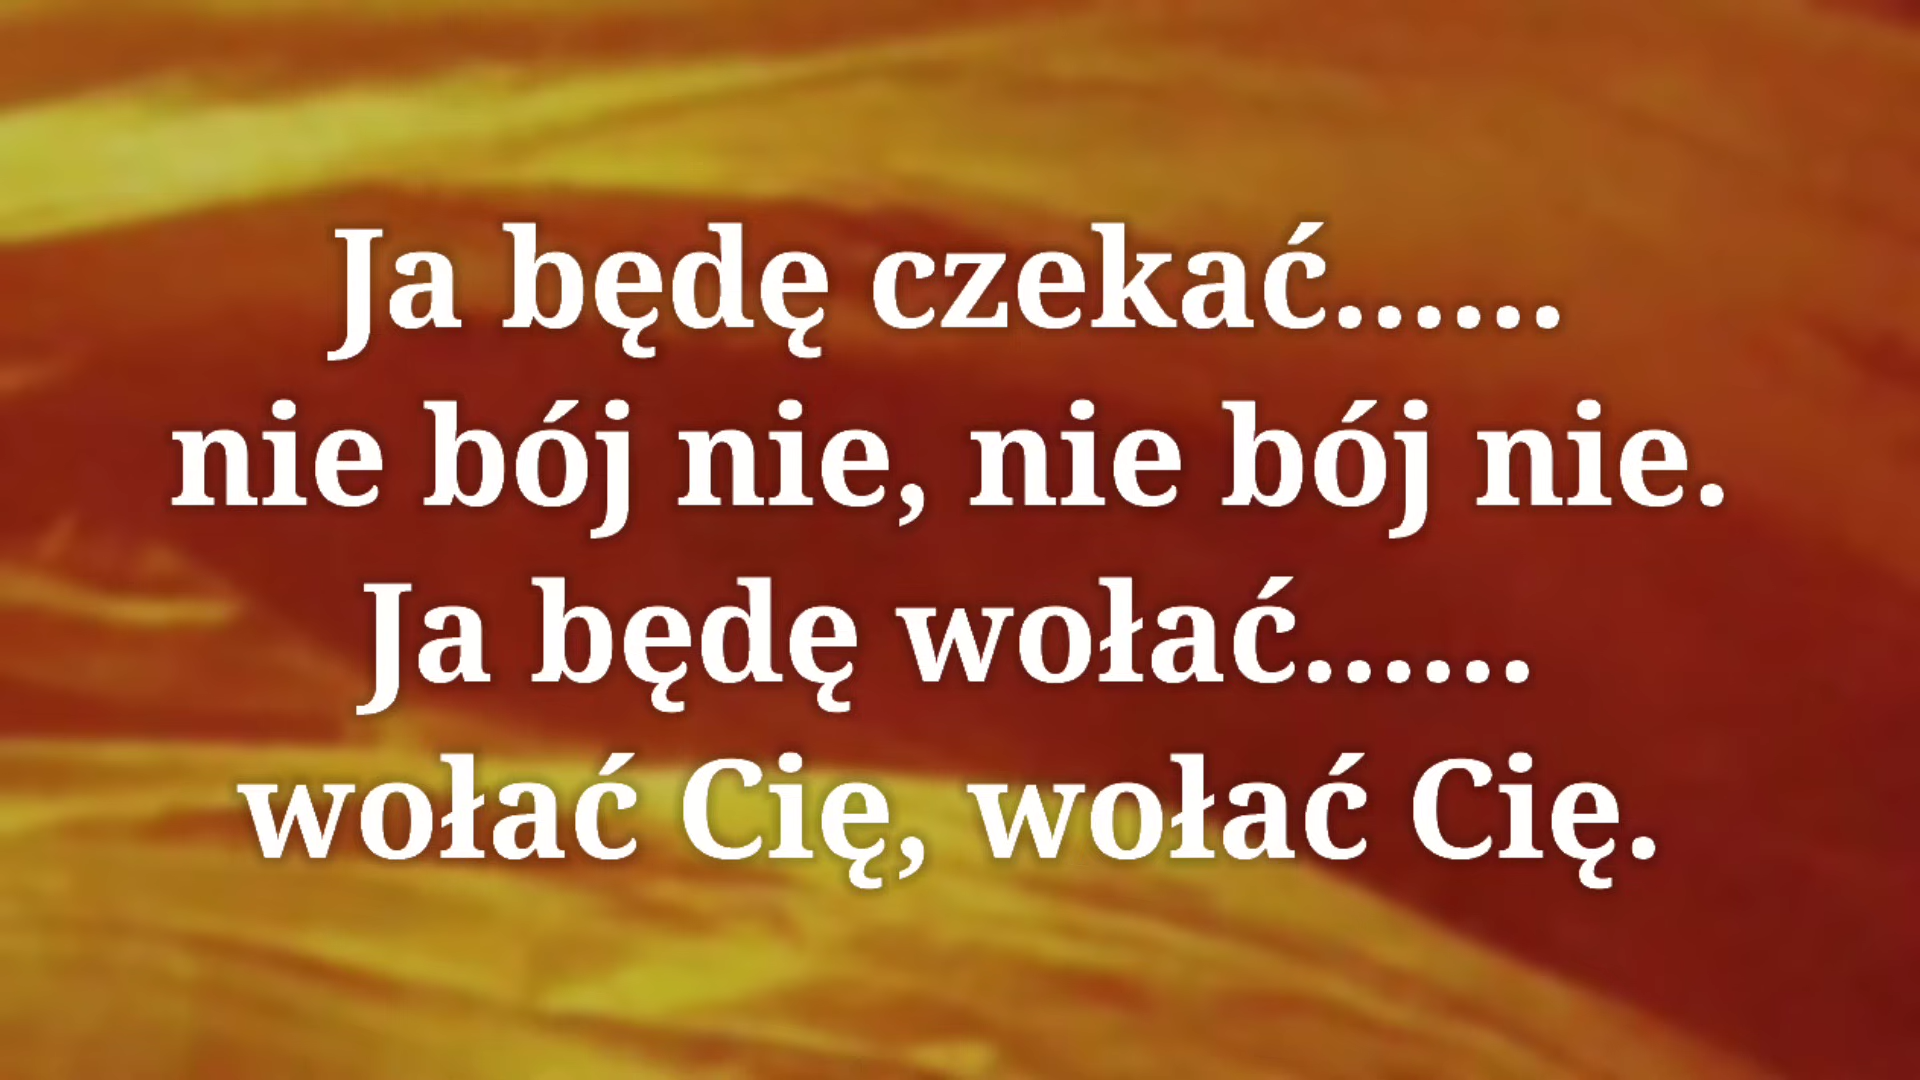 Ja będę czekać......
nie bój nie, nie bój nie.
Ja będę wołać......
wołać Cię, wołać Cię.